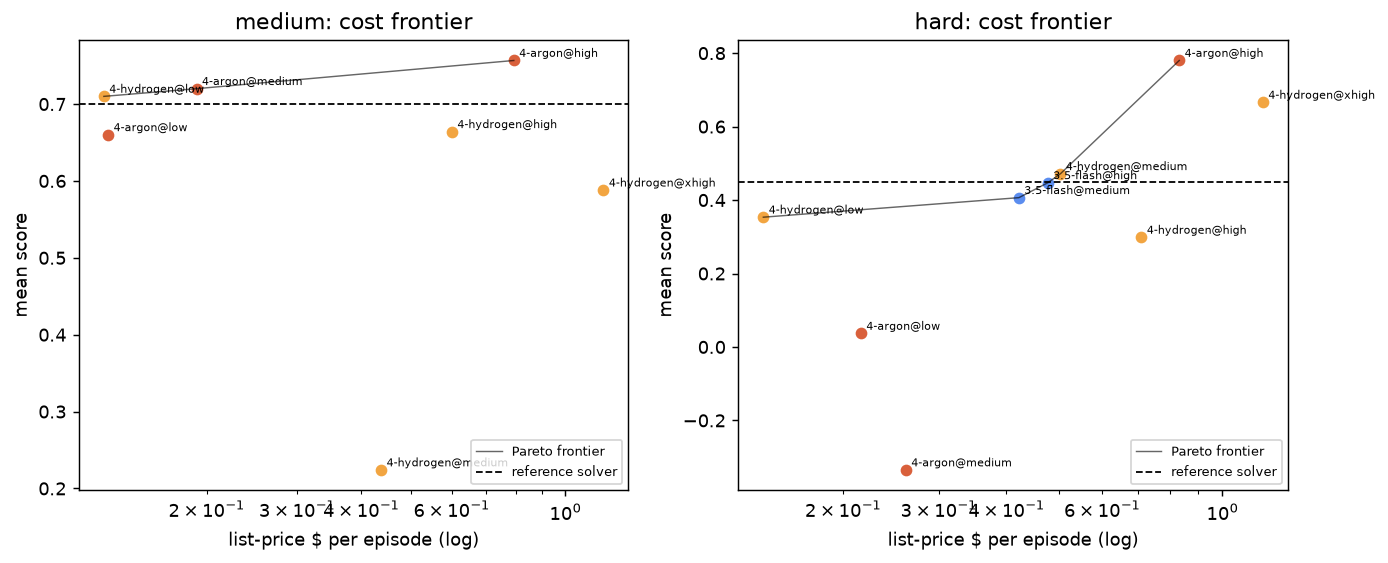 medium: cost frontier
mean score
0.7
0.6
0.5
0.4
0.3
0.2
4-argon@high
4-hydrogen@low
4-argon@medium
4-argon@low
4-hydrogen@high
4-hydrogen@xhigh
4-hydrogen@medium
Pareto frontier
reference solver
2 × 10⁻¹ 3 × 10⁻¹ 4 × 10⁻¹ 6 × 10⁻¹ 10⁰
list-price $ per episode (log)
hard: cost frontier
mean score
0.8
0.6
0.4
0.2
0.0
−0.2
4-argon@high
4-hydrogen@xhigh
4-hydrogen@medium
3.5-flash@high
3.5-flash@medium
4-hydrogen@low
4-hydrogen@high
4-argon@low
4-argon@medium
Pareto frontier
reference solver
2 × 10⁻¹ 3 × 10⁻¹ 4 × 10⁻¹ 6 × 10⁻¹ 10⁰
list-price $ per episode (log)